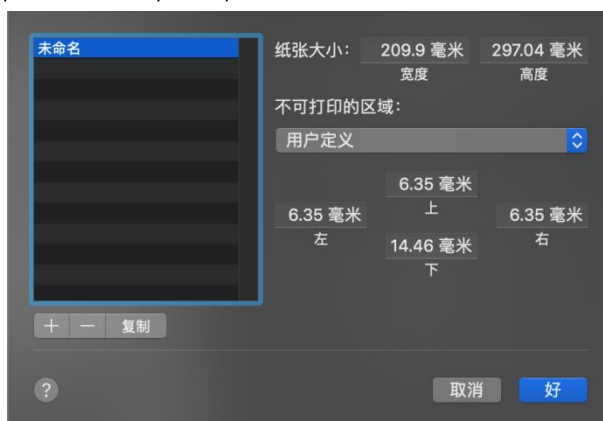 未命名
纸张大小： 209.9 毫米 297.04 毫米
宽度 高度
不可打印的区域：
用户定义
6.35 毫米
上
6.35 毫米 6.35 毫米
左 右
14.46 毫米
下
+ − 复制
? 取消 好